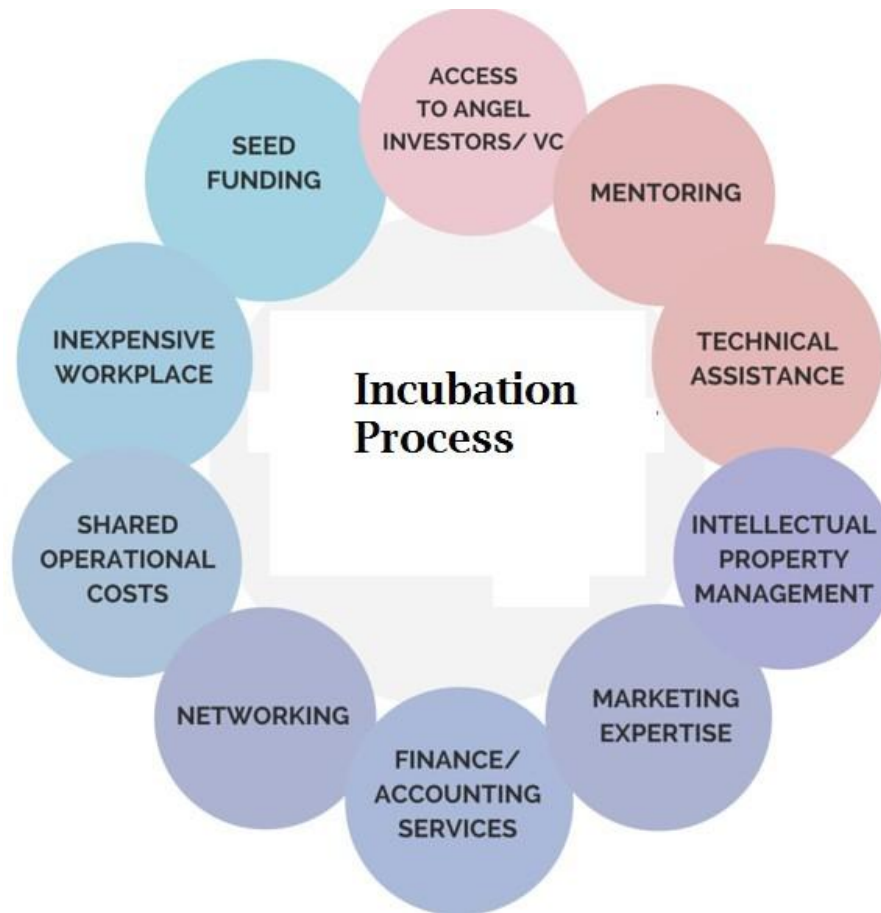 ACCESS
TO ANGEL
INVESTORS/ VC
MENTORING
TECHNICAL
ASSISTANCE
INTELLECTUAL
PROPERTY
MANAGEMENT
MARKETING
EXPERTISE
FINANCE/
ACCOUNTING
SERVICES
NETWORKING
SHARED
OPERATIONAL
COSTS
INEXPENSIVE
WORKPLACE
SEED
FUNDING
Incubation
Process